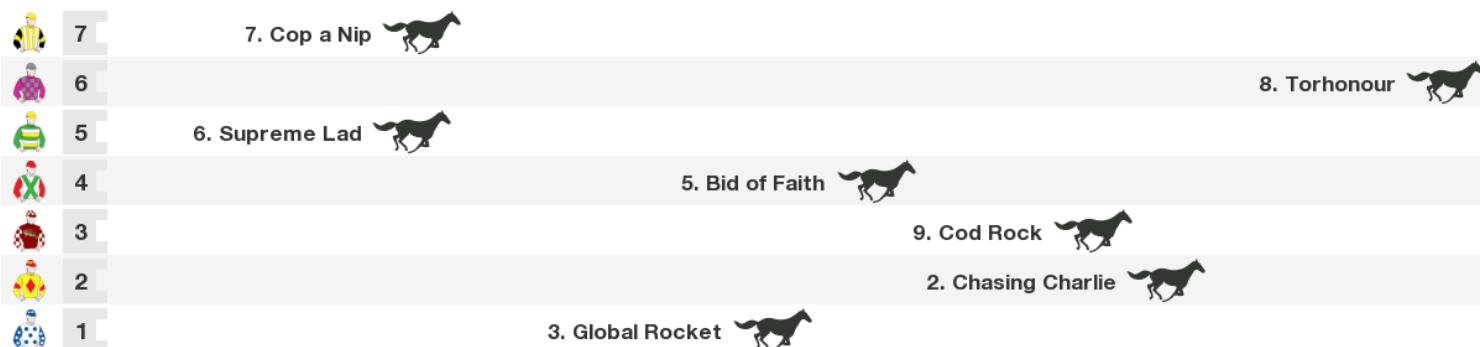 7 7. Cop a Nip
6 8. Torhonour
5 6. Supreme Lad
4 5. Bid of Faith
3 9. Cod Rock
2 2. Chasing Charlie
1 3. Global Rocket